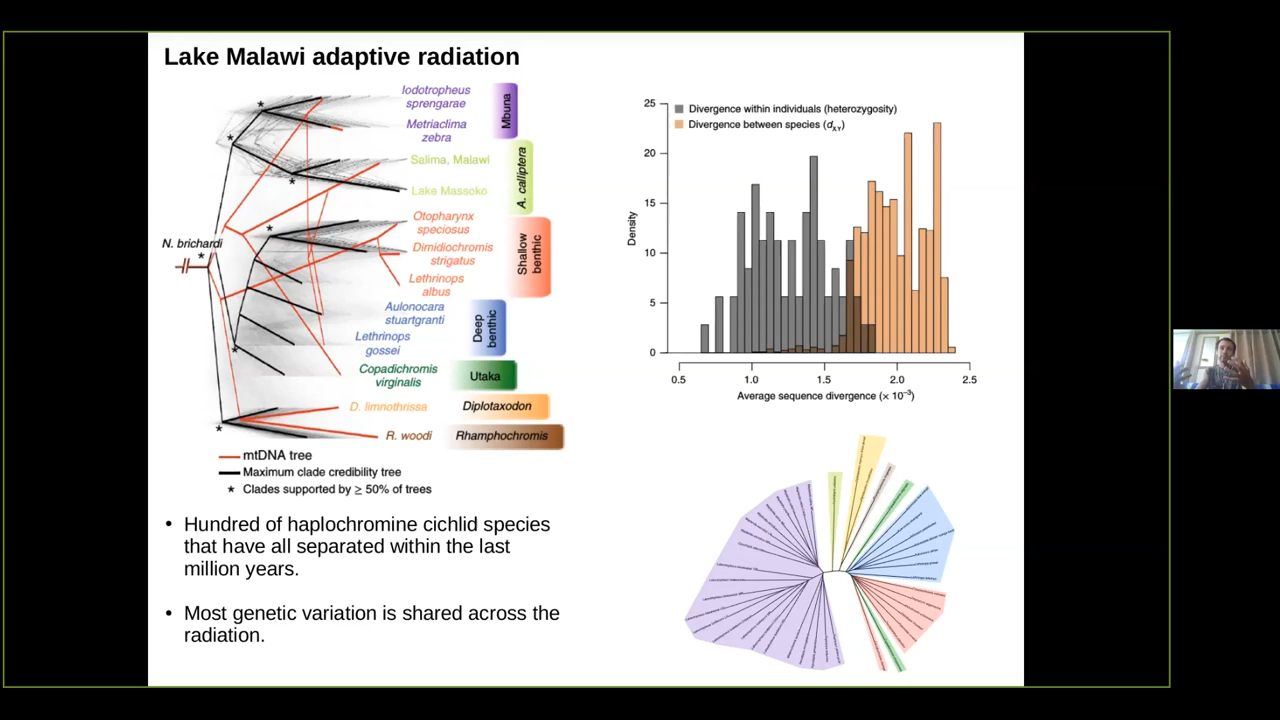 Lake Malawi adaptive radiation
Iodotropheus
sprengarae
Metriaclima
zebra
Mbuna
Salima, Malawi
Lake Massoko
A. calliptera
Otopharynx
speciosus
Dimidiochromis
strigatus
Lethrinops
albus
Shallow
benthic
N. brichardi
Aulonocara
stuartgranti
Lethrinops
gossei
Deep
benthic
Copadichromis
virginalis
Utaka
D. limnothrissa
Diplotaxodon
R. woodi
Rhamphochromis
mtDNA tree
Maximum clade credibility tree
* Clades supported by ≥ 50% of trees
• Hundred of haplochromine cichlid species
that have all separated within the last
million years.
• Most genetic variation is shared across the
radiation.
Divergence within individuals (heterozygosity)
Divergence between species (dXY)
Density
25
20
15
10
5
0
0.5 1.0 1.5 2.0 2.5
Average sequence divergence (× 10⁻³)